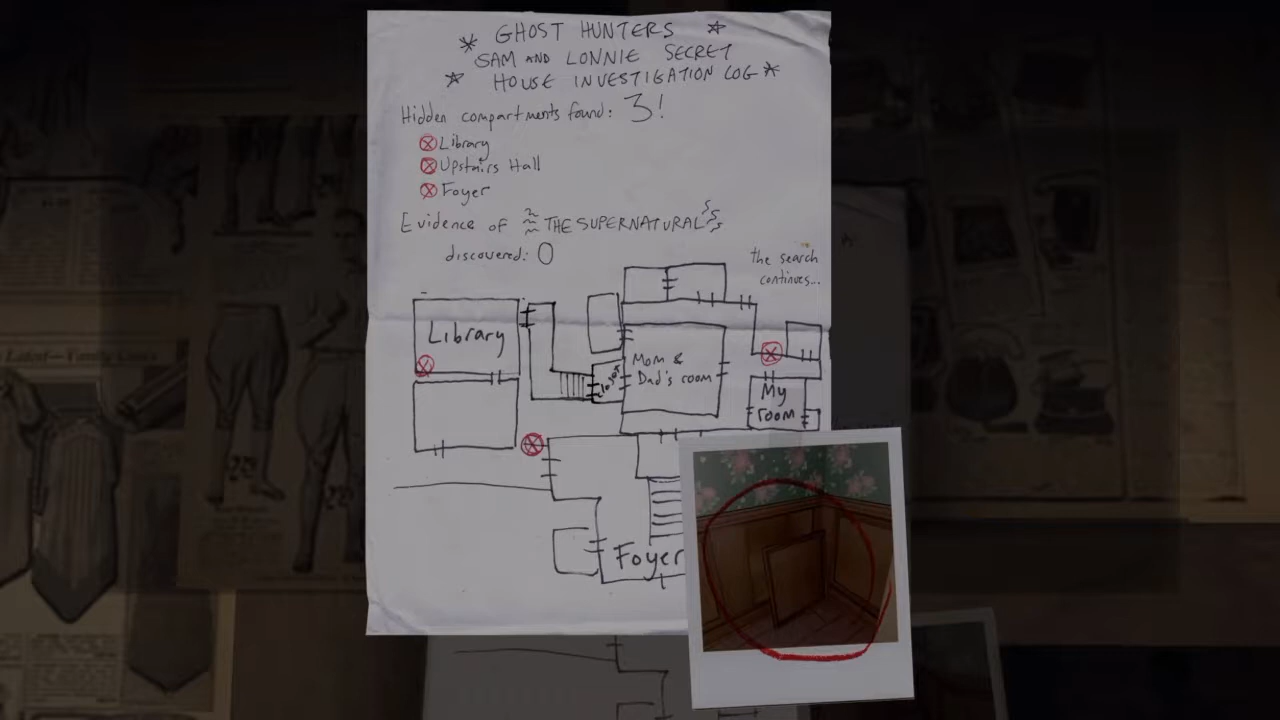 GHOST HUNTERS
SAM AND LONNIE SECRET
HOUSE INVESTIGATION LOG
Hidden compartments found: 3!
Library
Upstairs Hall
Foyer
Evidence of THE SUPERNATURAL
discovered: 0
the search
continues...
Library
Closet
Mom &
Dad's room
My
room
Foyer